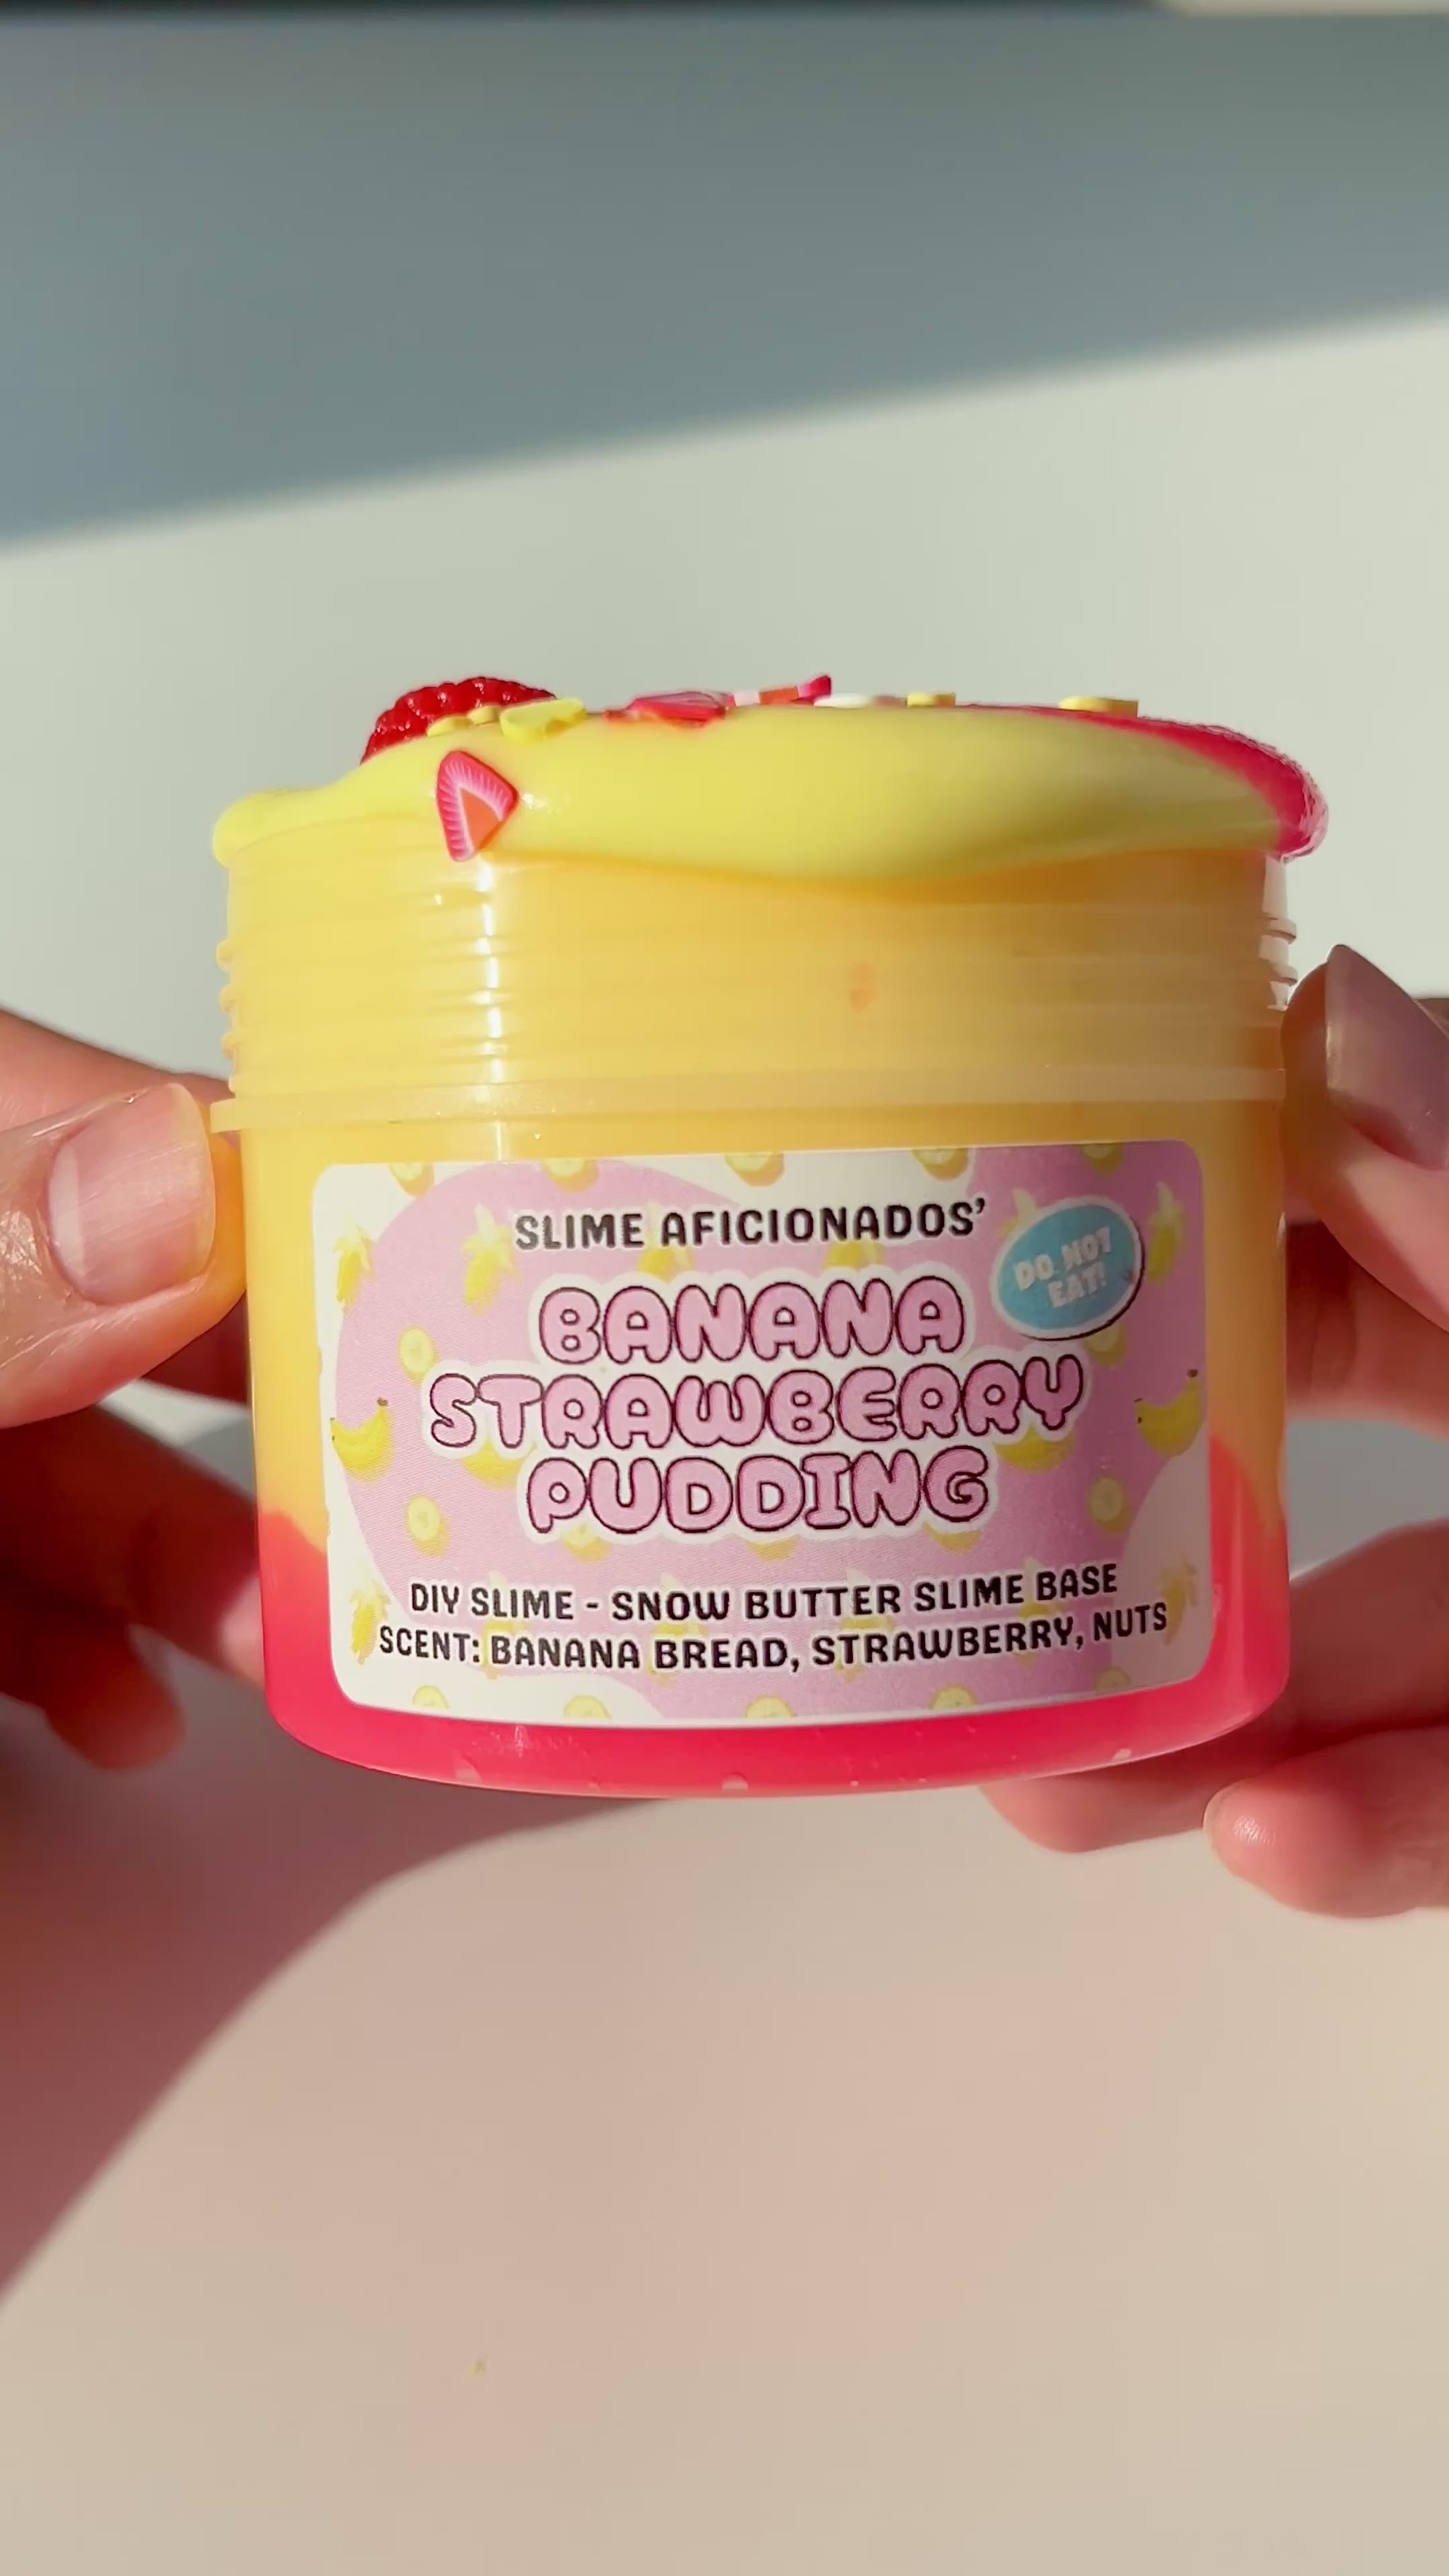 SLIME AFICIONADOS'
DO NOT
EAT!
BANANA
STRAWBERRY
PUDDING
DIY SLIME - SNOW BUTTER SLIME BASE
SCENT: BANANA BREAD, STRAWBERRY, NUTS